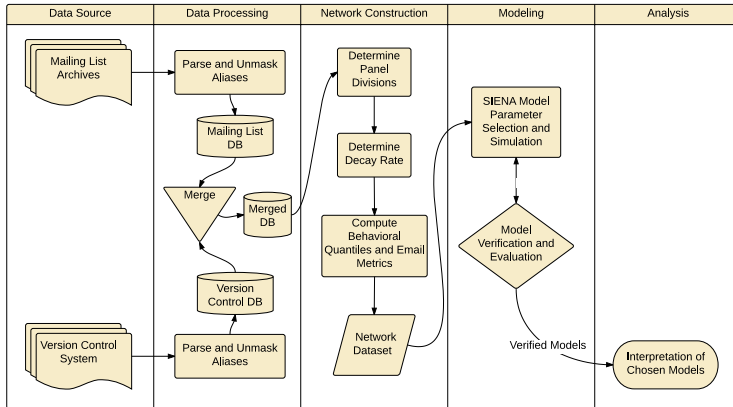 Data Source
Data Processing
Network Construction
Modeling
Analysis
Mailing List
Archives
Parse and Unmask
Aliases
Mailing List
DB
Merge
Merged
DB
Version
Control DB
Version Control
System
Parse and Unmask
Aliases
Determine
Panel
Divisions
Determine
Decay Rate
Compute
Behavioral
Quantiles and Email
Metrics
Network
Dataset
SIENA Model
Parameter
Selection and
Simulation
Model
Verification and
Evaluation
Verified Models
Interpretation of
Chosen Models